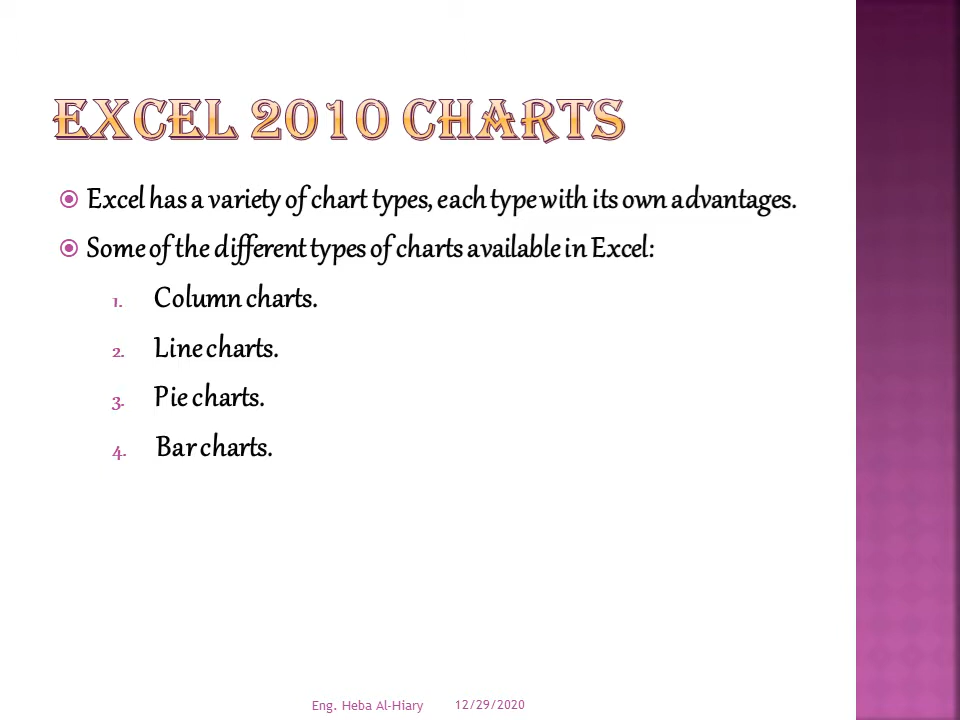 EXCEL 2010 CHARTS
Excel has a variety of chart types, each type with its own advantages.
Some of the different types of charts available in Excel:
1. Column charts.
2. Line charts.
3. Pie charts.
4. Bar charts.
Eng. Heba Al-Hiary 12/29/2020